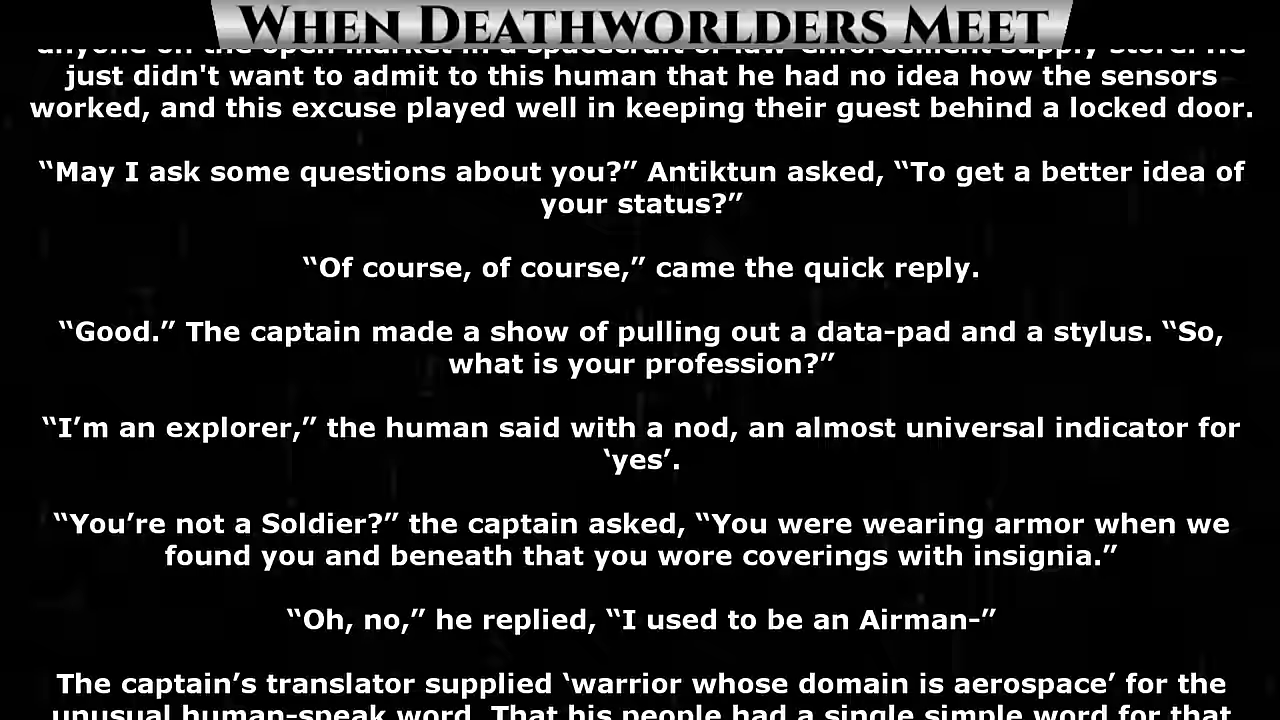 When Deathworlders Meet
anyone on the open market in a spacecraft or law-enforcement supply store. He
just didn't want to admit to this human that he had no idea how the sensors
worked, and this excuse played well in keeping their guest behind a locked door.
“May I ask some questions about you?” Antiktun asked, “To get a better idea of
your status?”
“Of course, of course,” came the quick reply.
“Good.” The captain made a show of pulling out a data-pad and a stylus. “So,
what is your profession?”
“I’m an explorer,” the human said with a nod, an almost universal indicator for
‘yes’.
“You’re not a Soldier?” the captain asked, “You were wearing armor when we
found you and beneath that you wore coverings with insignia.”
“Oh, no,” he replied, “I used to be an Airman-”
The captain’s translator supplied ‘warrior whose domain is aerospace’ for the
unusual human-speak word. That his people had a single simple word for that